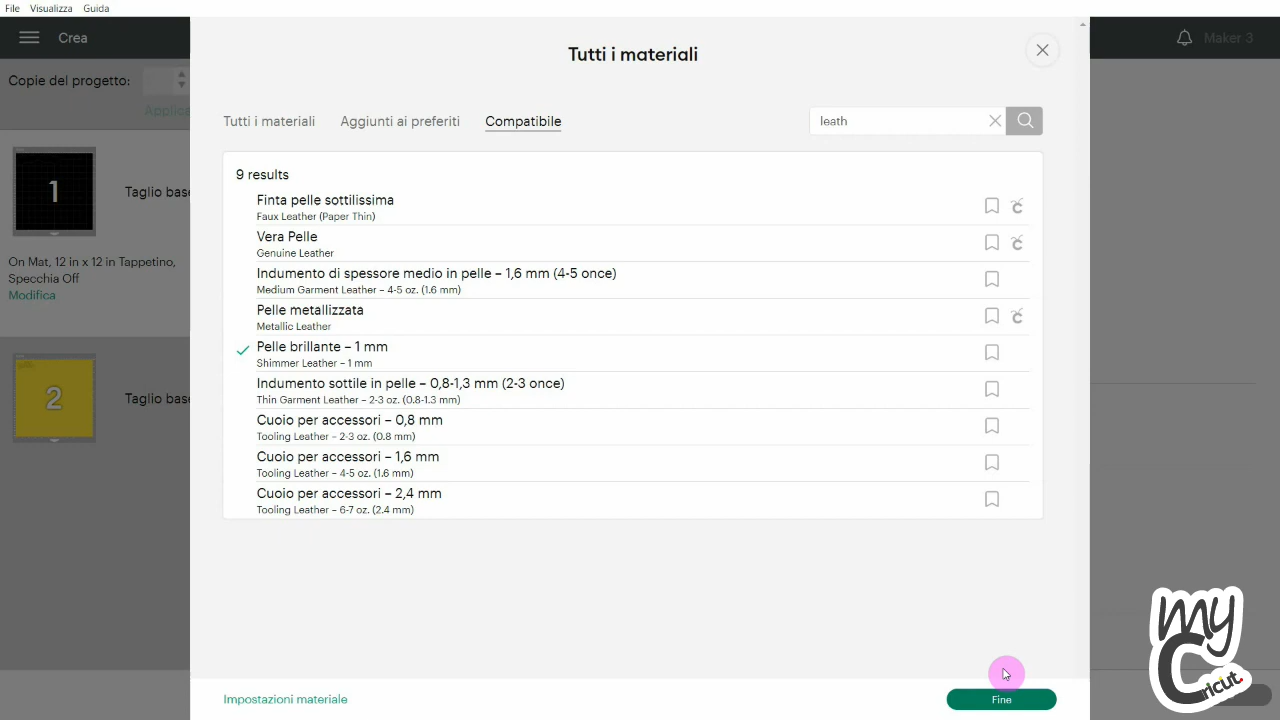 File Visualizza Guida
Crea
Maker 3
Copie del progetto:
Applica
1
Taglio base
On Mat, 12 in x 12 in Tappetino,
Specchia Off
Modifica
2
Taglio base
Tutti i materiali
Tutti i materiali Aggiunti ai preferiti Compatibile
leath
9 results
Finta pelle sottilissima
Faux Leather (Paper Thin)
Vera Pelle
Genuine Leather
Indumento di spessore medio in pelle – 1,6 mm (4-5 once)
Medium Garment Leather – 4-5 oz. (1.6 mm)
Pelle metallizzata
Metallic Leather
Pelle brillante – 1 mm
Shimmer Leather – 1 mm
Indumento sottile in pelle – 0,8-1,3 mm (2-3 once)
Thin Garment Leather – 2-3 oz. (0.8-1.3 mm)
Cuoio per accessori – 0,8 mm
Tooling Leather – 2-3 oz. (0.8 mm)
Cuoio per accessori – 1,6 mm
Tooling Leather – 4-5 oz. (1.6 mm)
Cuoio per accessori – 2,4 mm
Tooling Leather – 6-7 oz. (2.4 mm)
Impostazioni materiale
Fine
my
Cricut.